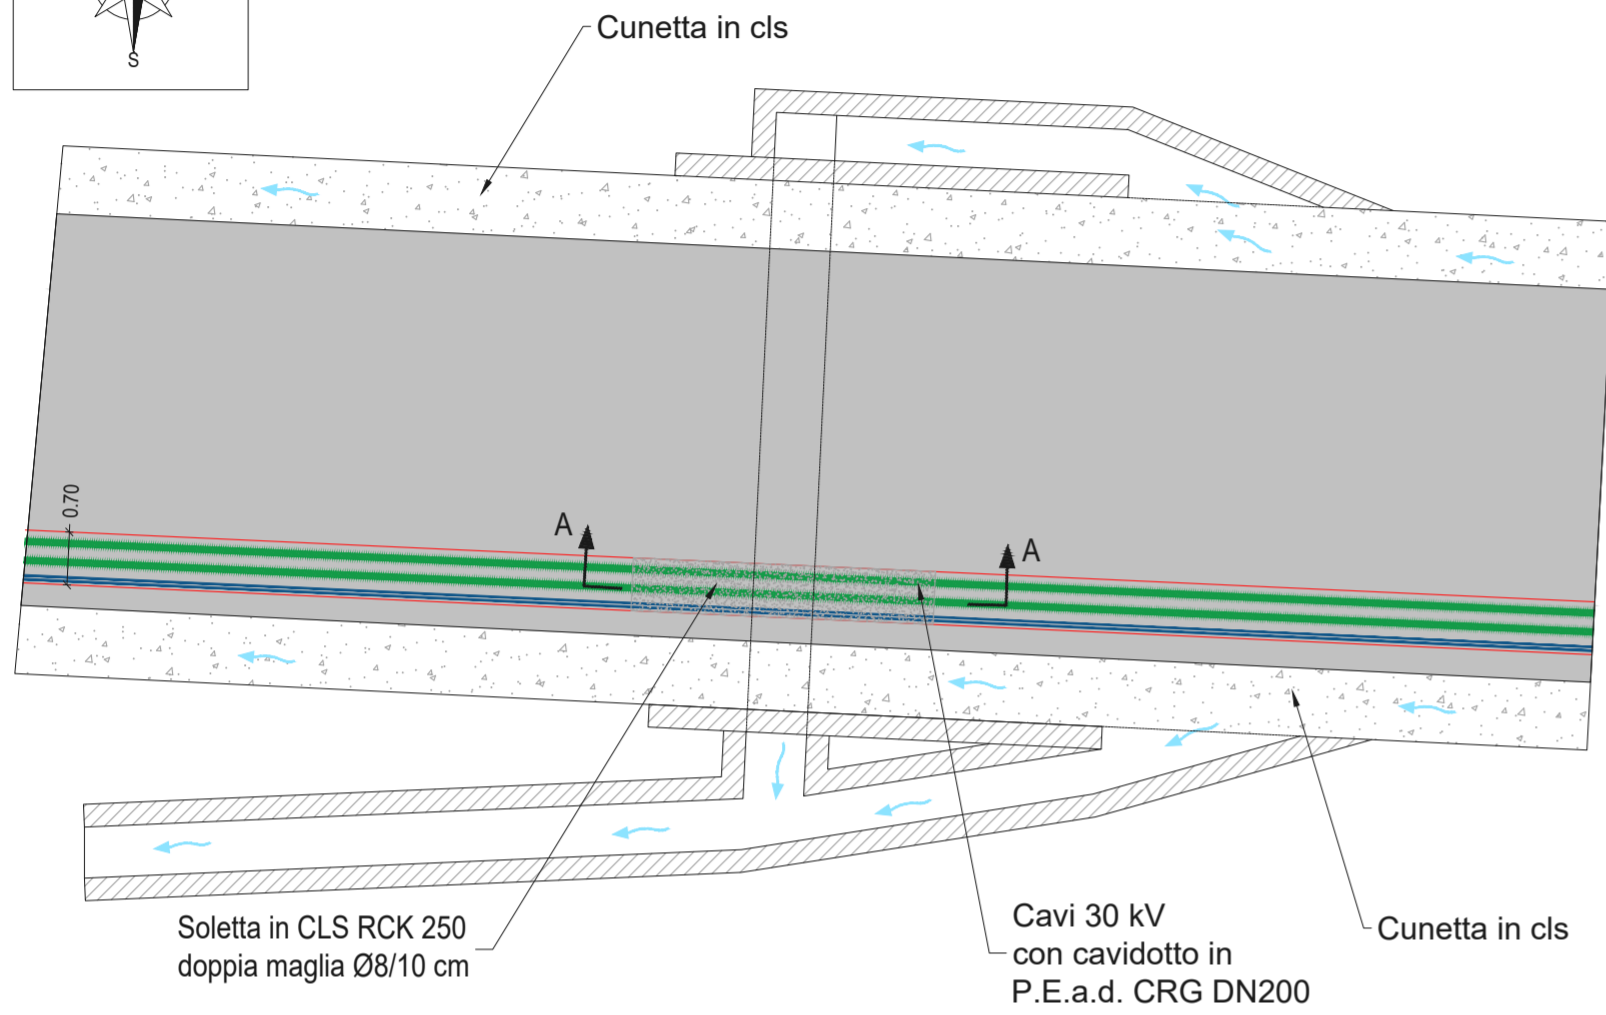 S
Cunetta in cls
0.70
A
A
Soletta in CLS RCK 250
doppia maglia Ø8/10 cm
Cavi 30 kV
con cavidotto in
P.E.a.d. CRG DN200
Cunetta in cls